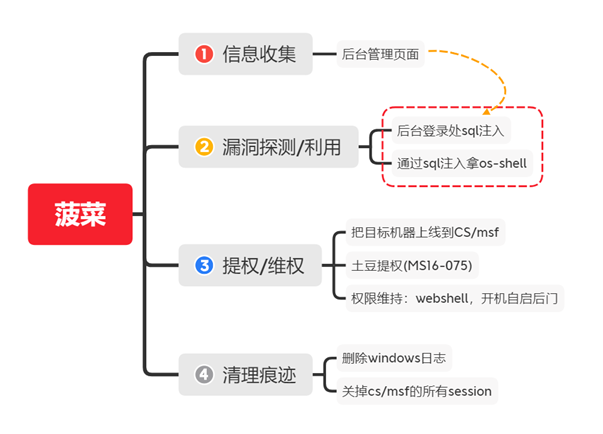 菠菜
1 信息收集
后台管理页面
2 漏洞探测/利用
后台登录处sql注入
通过sql注入拿os-shell
3 提权/维权
把目标机器上线到CS/msf
土豆提权(MS16-075)
权限维持：webshell，开机自启后门
4 清理痕迹
删除windows日志
关掉cs/msf的所有session